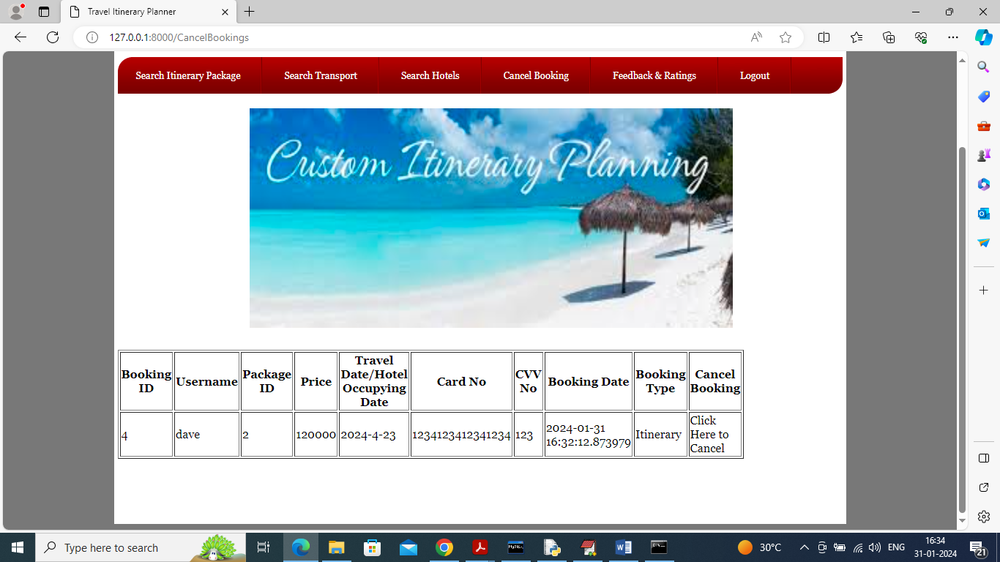 Travel Itinerary Planner
127.0.0.1:8000/CancelBookings
Search Itinerary Package
Search Transport
Search Hotels
Cancel Booking
Feedback & Ratings
Logout
Custom Itinerary Planning
Booking ID
Username
Package ID
Price
Travel Date/Hotel Occupying Date
Card No
CVV No
Booking Date
Booking Type
Cancel Booking
4
dave
2
120000
2024-4-23
1234123412341234
123
2024-01-31 16:32:12.873979
Itinerary
Click Here to Cancel
Type here to search
30°C
ENG
16:34
31-01-2024
21